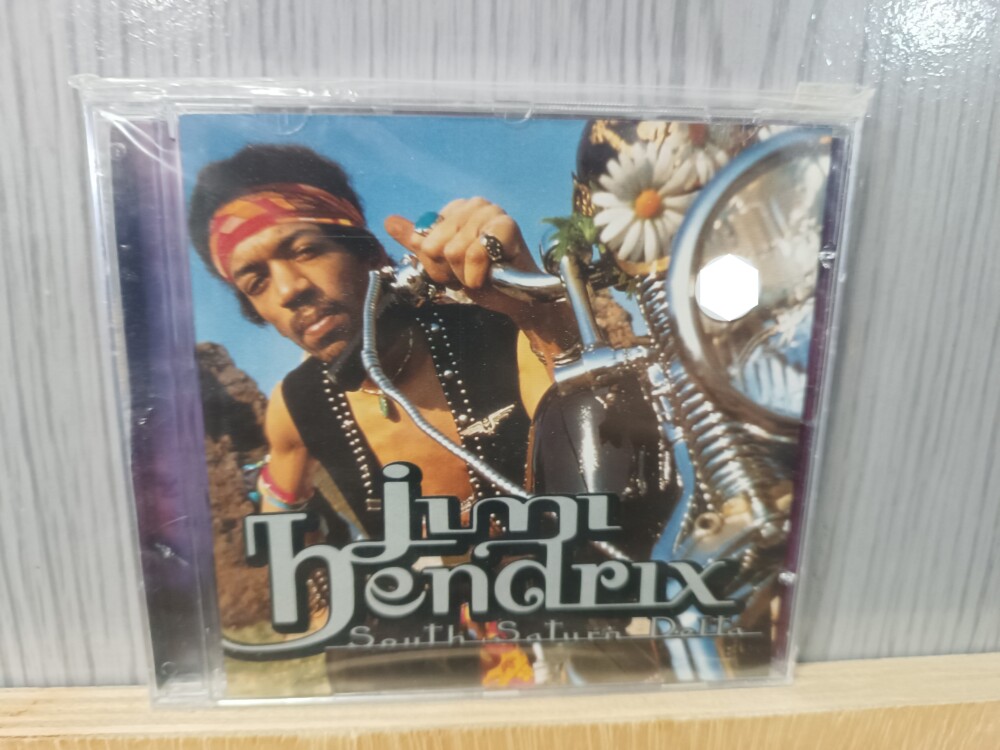 jimi
hendrix
South Saturn Delta